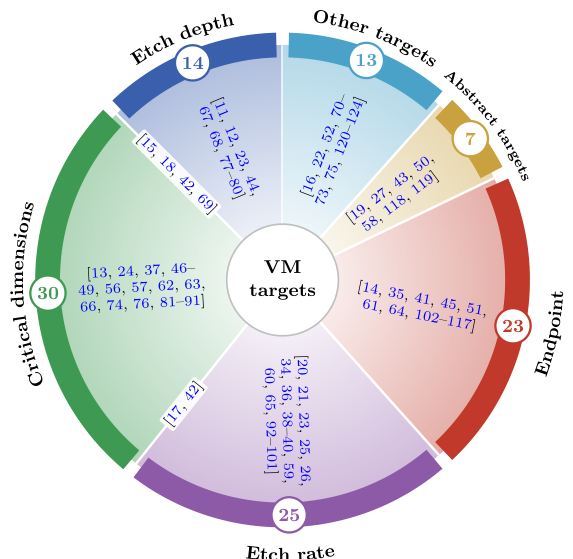 Etch depth
14
[11, 12, 23, 44,
67, 68, 77–80]
Other targets
13
[16, 22, 52, 70–
73, 75, 120–124]
Abstract targets
7
[19, 27, 43, 50,
58, 118, 119]
Endpoint
23
[14, 35, 41, 45, 51,
61, 64, 102–117]
Etch rate
25
[20, 21, 23, 25, 26,
34, 36, 38–40, 59,
60, 65, 92–101]
[17, 42]
Critical dimensions
30
[13, 24, 37, 46–
49, 56, 57, 62, 63,
66, 74, 76, 81–91]
[15, 18, 42, 69]
VM
targets